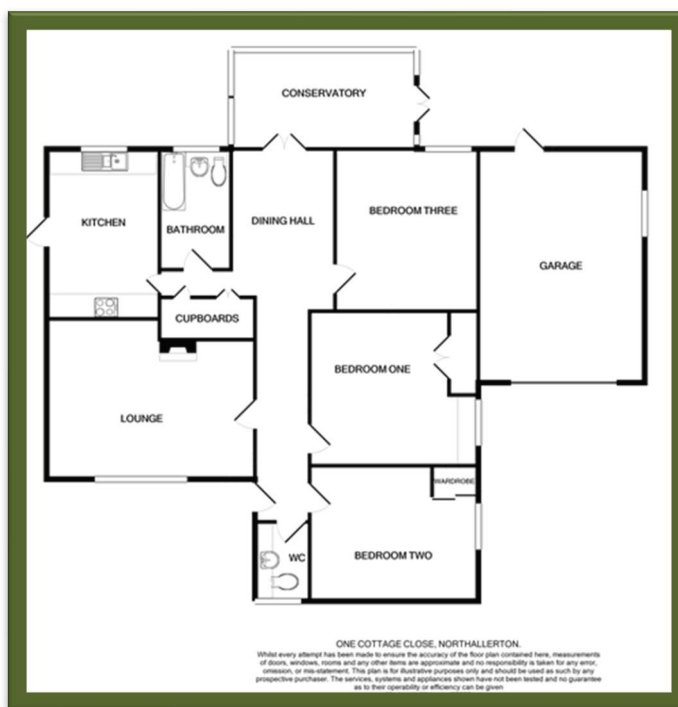 CONSERVATORY
KITCHEN
BATHROOM
DINING HALL
BEDROOM THREE
GARAGE
CUPBOARDS
BEDROOM ONE
LOUNGE
WARDROBE
WC
BEDROOM TWO
ONE COTTAGE CLOSE, NORTHALLERTON.
Whilst every attempt has been made to ensure the accuracy of the floor plan contained here, measurements
of doors, windows, rooms and any other items are approximate and no responsibility is taken for any error,
omission, or mis-statement. This plan is for illustrative purposes only and should be used as such by any
prospective purchaser. The services, systems and appliances shown have not been tested and no guarantee
as to their operability or efficiency can be given